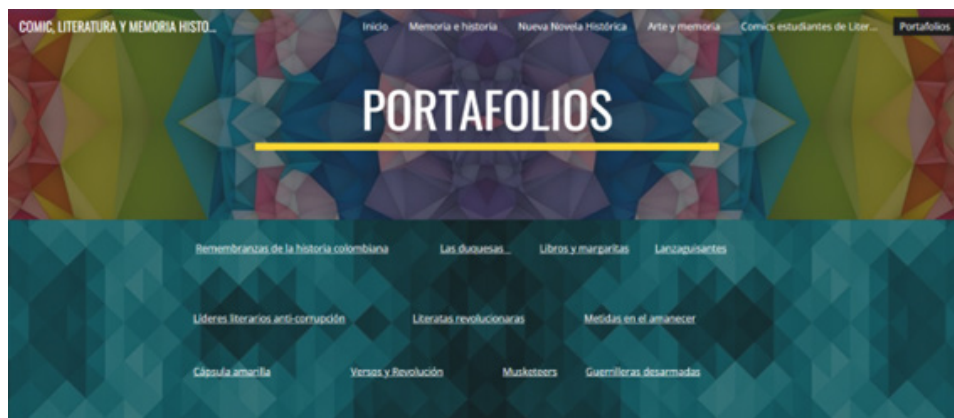 COMIC, LITERATURA Y MEMORIA HISTO... Inicio Memoria e historia Nueva Novela Histórica Arte y memoria Comics estudiantes de Liter... Portafolios
PORTAFOLIOS
Remembranzas de la historia colombiana Las duquesas Libros y margaritas Lanzaguisantes
Líderes literarios anti-corrupción Literatas revolucionaras Metidas en el amanecer
Cápsula amarilla Versos y Revolución Musketeers Guerrilleras desarmadas